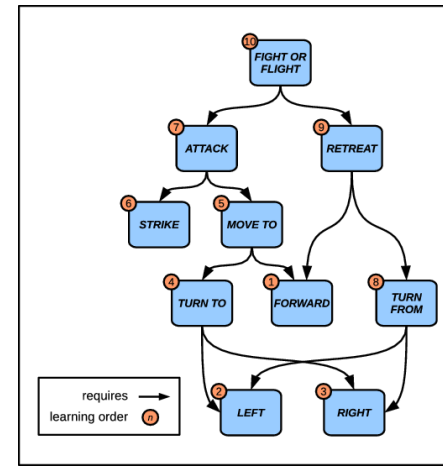 10
FIGHT OR
FLIGHT
7
ATTACK
9
RETREAT
6
STRIKE
5
MOVE TO
4
TURN TO
1
FORWARD
8
TURN
FROM
2
LEFT
3
RIGHT
requires
learning order n